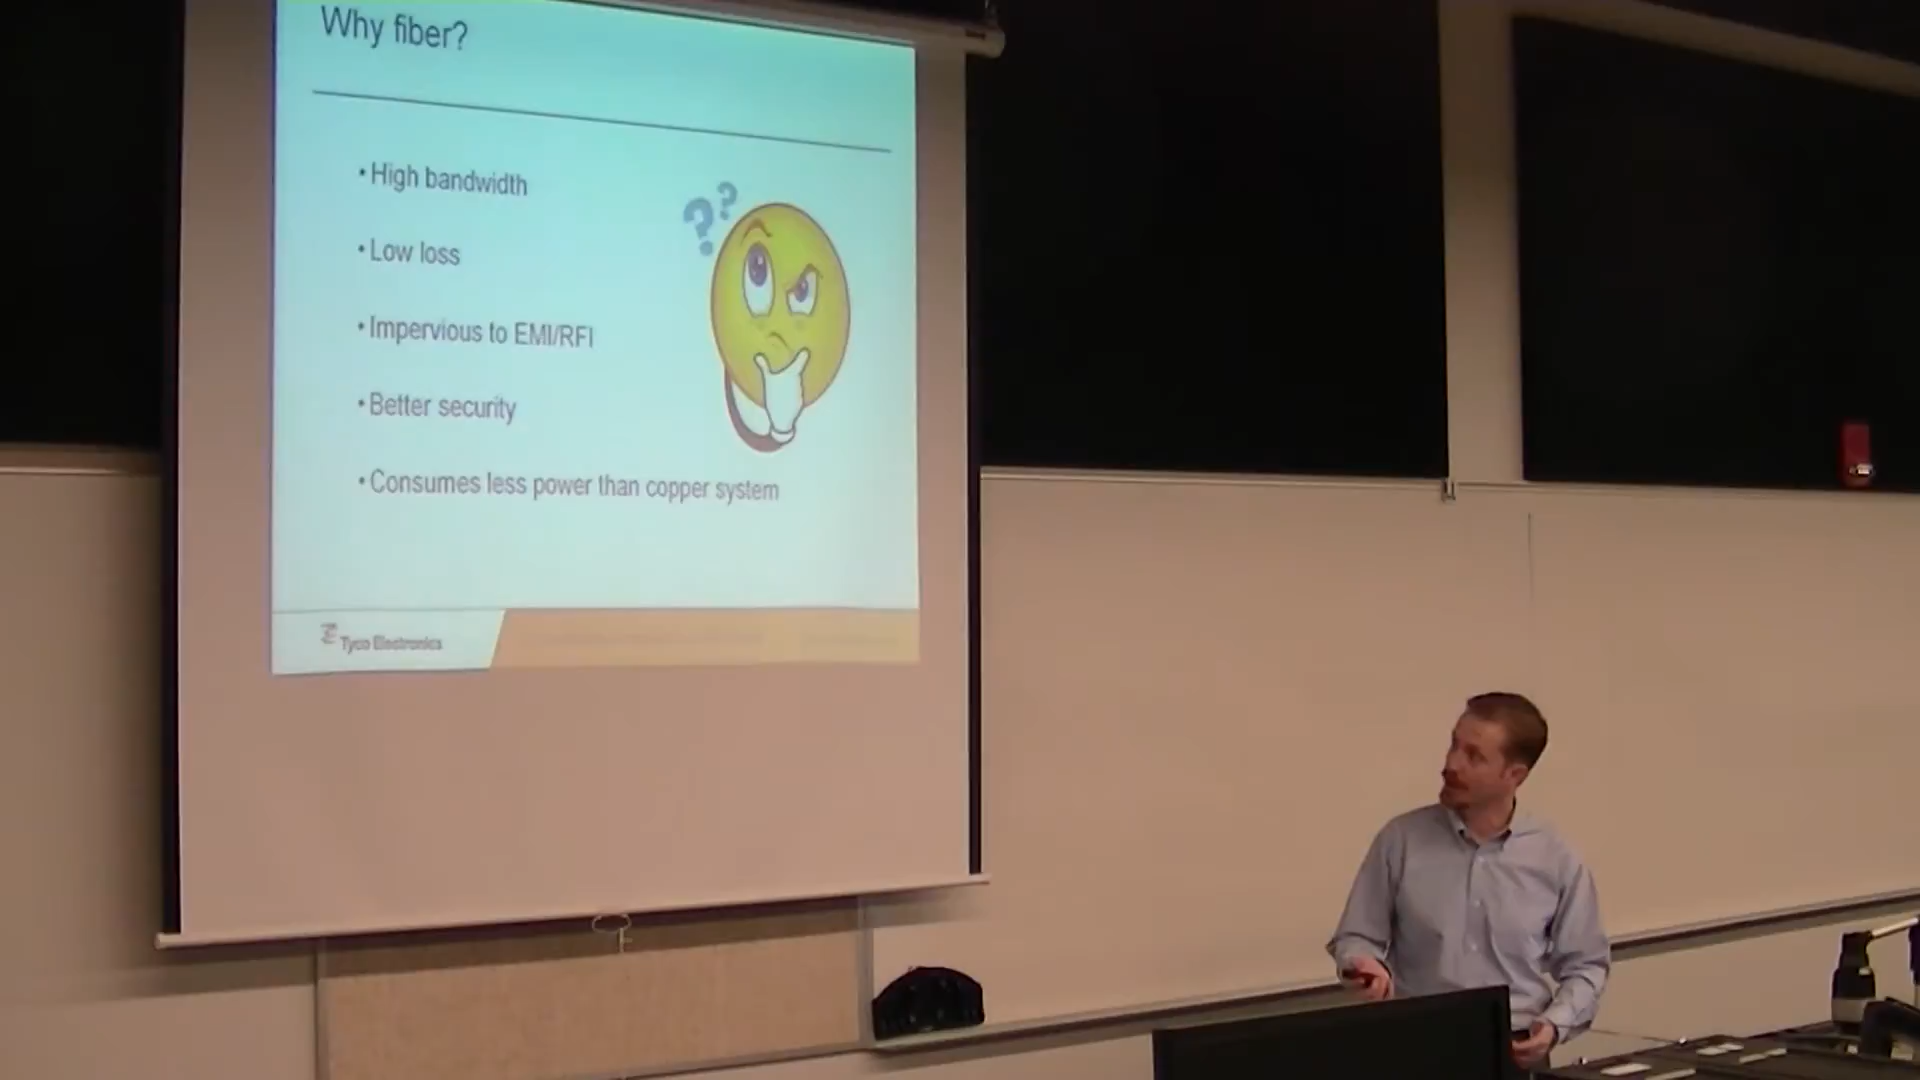 Why fiber?
• High bandwidth
??
• Low loss
• Impervious to EMI/RFI
• Better security
• Consumes less power than copper system
Tyco Electronics